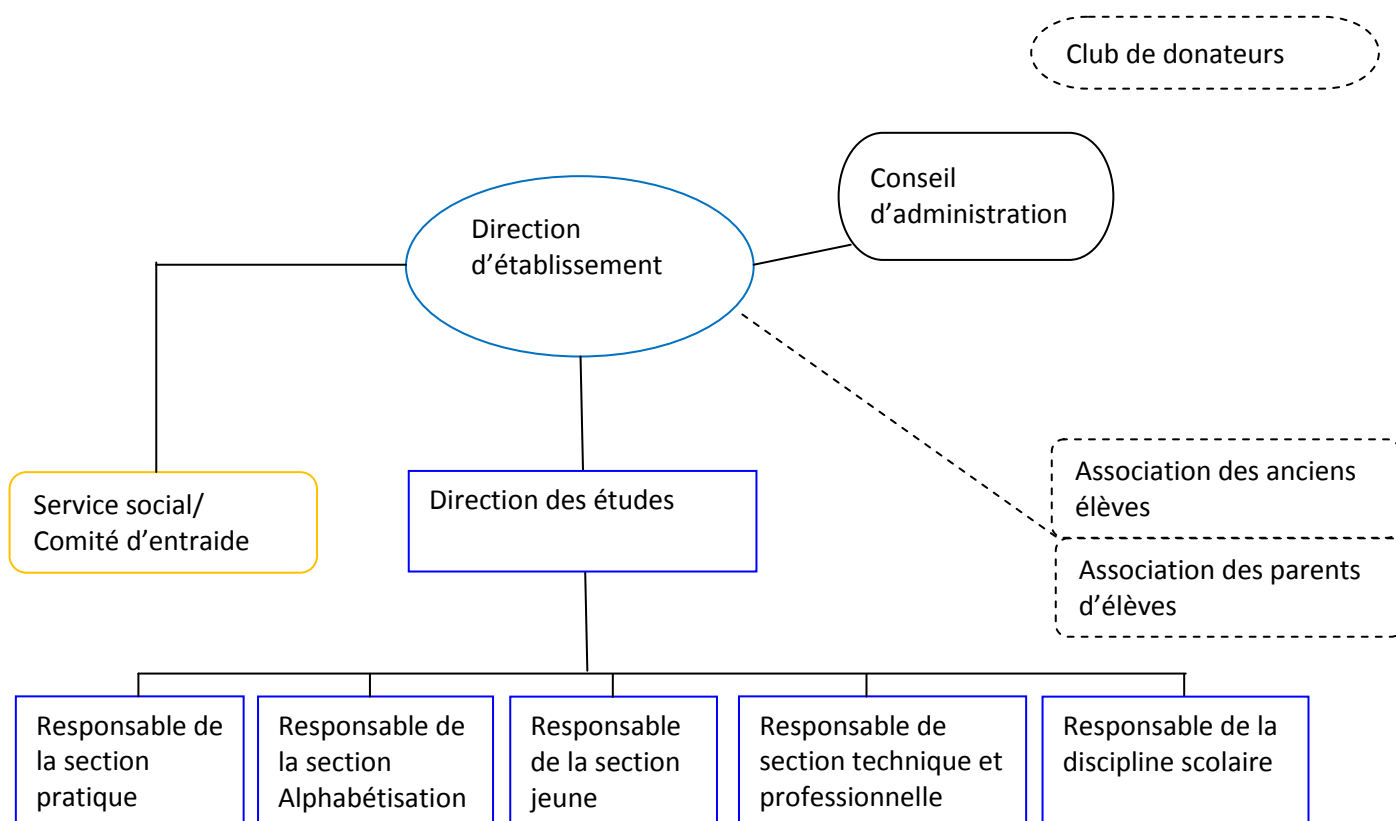 Club de donateurs
Conseil
d’administration
Direction
d’établissement
Service social/
Comité d’entraide
Direction des études
Association des anciens
élèves
Association des parents
d’élèves
Responsable de
la section
pratique
Responsable de
la section
Alphabétisation
Responsable
de la section
jeune
Responsable de
section technique et
professionnelle
Responsable de la
discipline scolaire